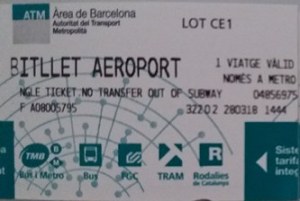 ATM Àrea de Barcelona
Autoritat del Transport
Metropolità
LOT CE1
BITLLET AEROPORT
1 VIATGE VÀLID
NOMÉS A METRO
NGLE TICKET.NO TRANSFER OUT OF SUBWAY 04856975
F A08005795 32202 280318 1444
TMB
M
FGC
R
Bus i Metro
Bus
FGC
TRAM
Rodalies
de Catalunya
Siste
tarifa
integ